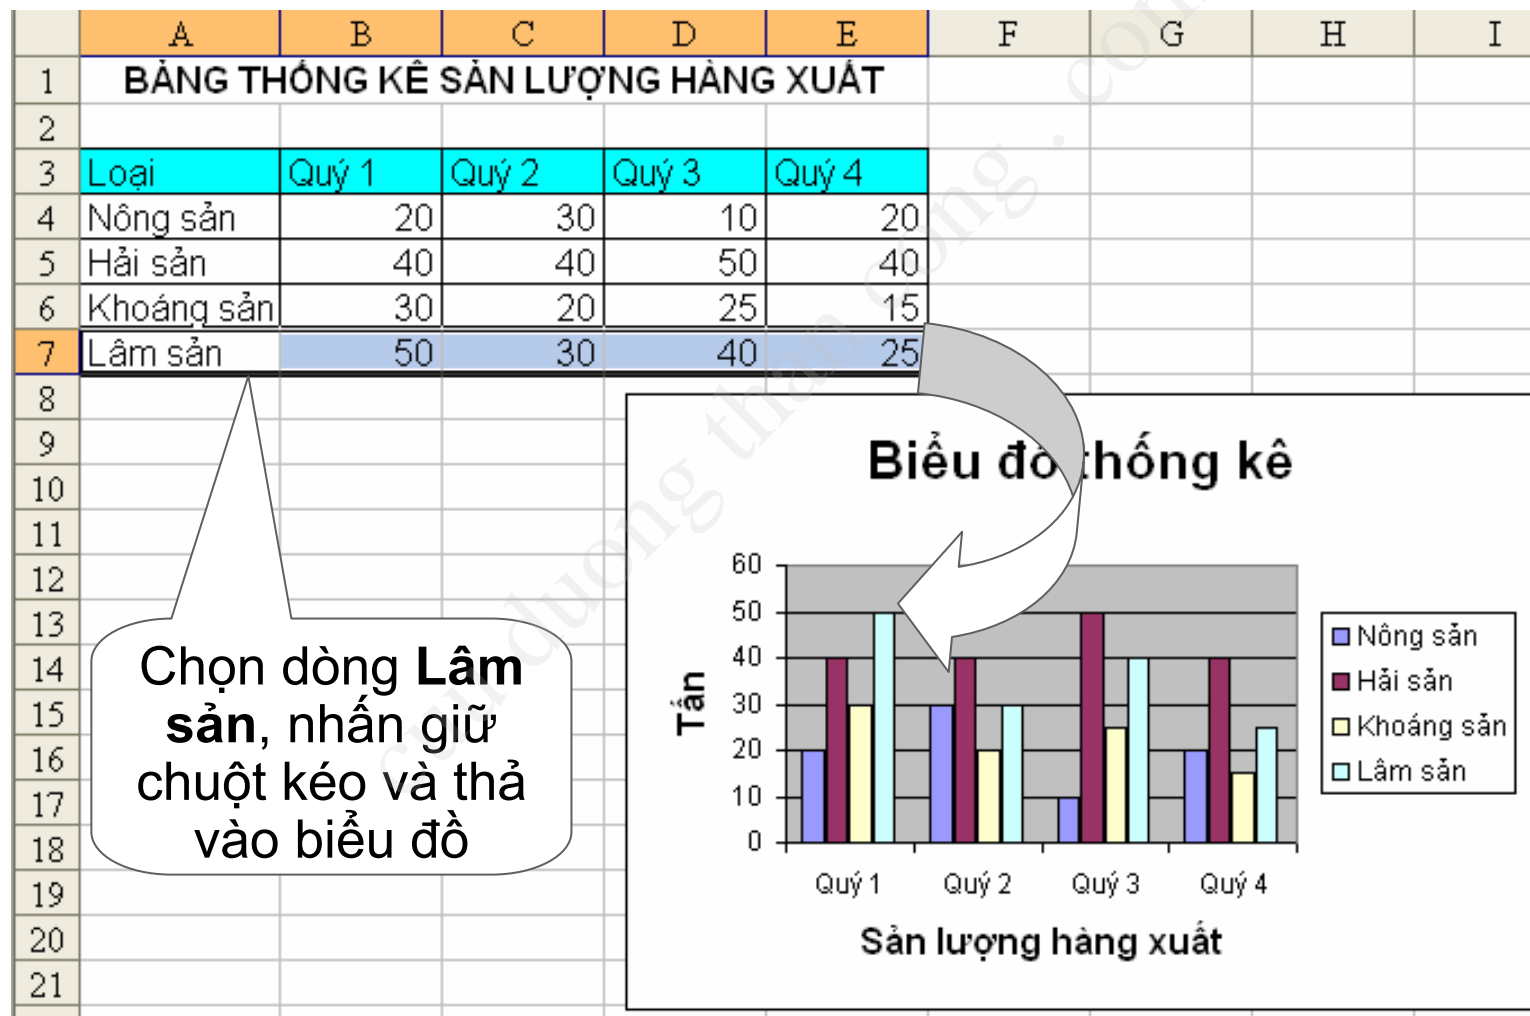 A B C D E F G H I
1 BẢNG THỐNG KÊ SẢN LƯỢNG HÀNG XUẤT
2
3 Loại Quý 1 Quý 2 Quý 3 Quý 4
4 Nông sản 20 30 10 20
5 Hải sản 40 40 50 40
6 Khoáng sản 30 20 25 15
7 Lâm sản 50 30 40 25
8
9
10
11
12
13
14
15
16
17
18
19
20
21
Chọn dòng Lâm
sản, nhấn giữ
chuột kéo và thả
vào biểu đồ
Biểu đồ thống kê
Tấn
60
50
40
30
20
10
0
Quý 1 Quý 2 Quý 3 Quý 4
Sản lượng hàng xuất
Nông sản
Hải sản
Khoáng sản
Lâm sản
cuu duong than cong . com